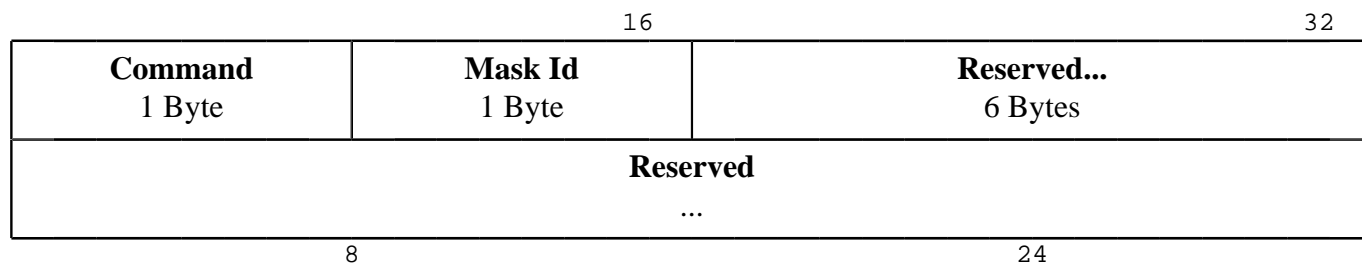 16 32
Command Mask Id Reserved...
1 Byte 1 Byte 6 Bytes
Reserved
...
8 24